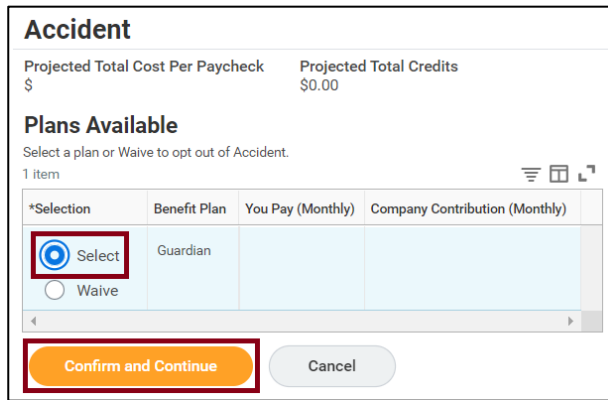 Accident
Projected Total Cost Per Paycheck Projected Total Credits
$ $0.00
Plans Available
Select a plan or Waive to opt out of Accident.
1 item
*Selection Benefit Plan You Pay (Monthly) Company Contribution (Monthly)
Select Guardian
Waive
Confirm and Continue Cancel